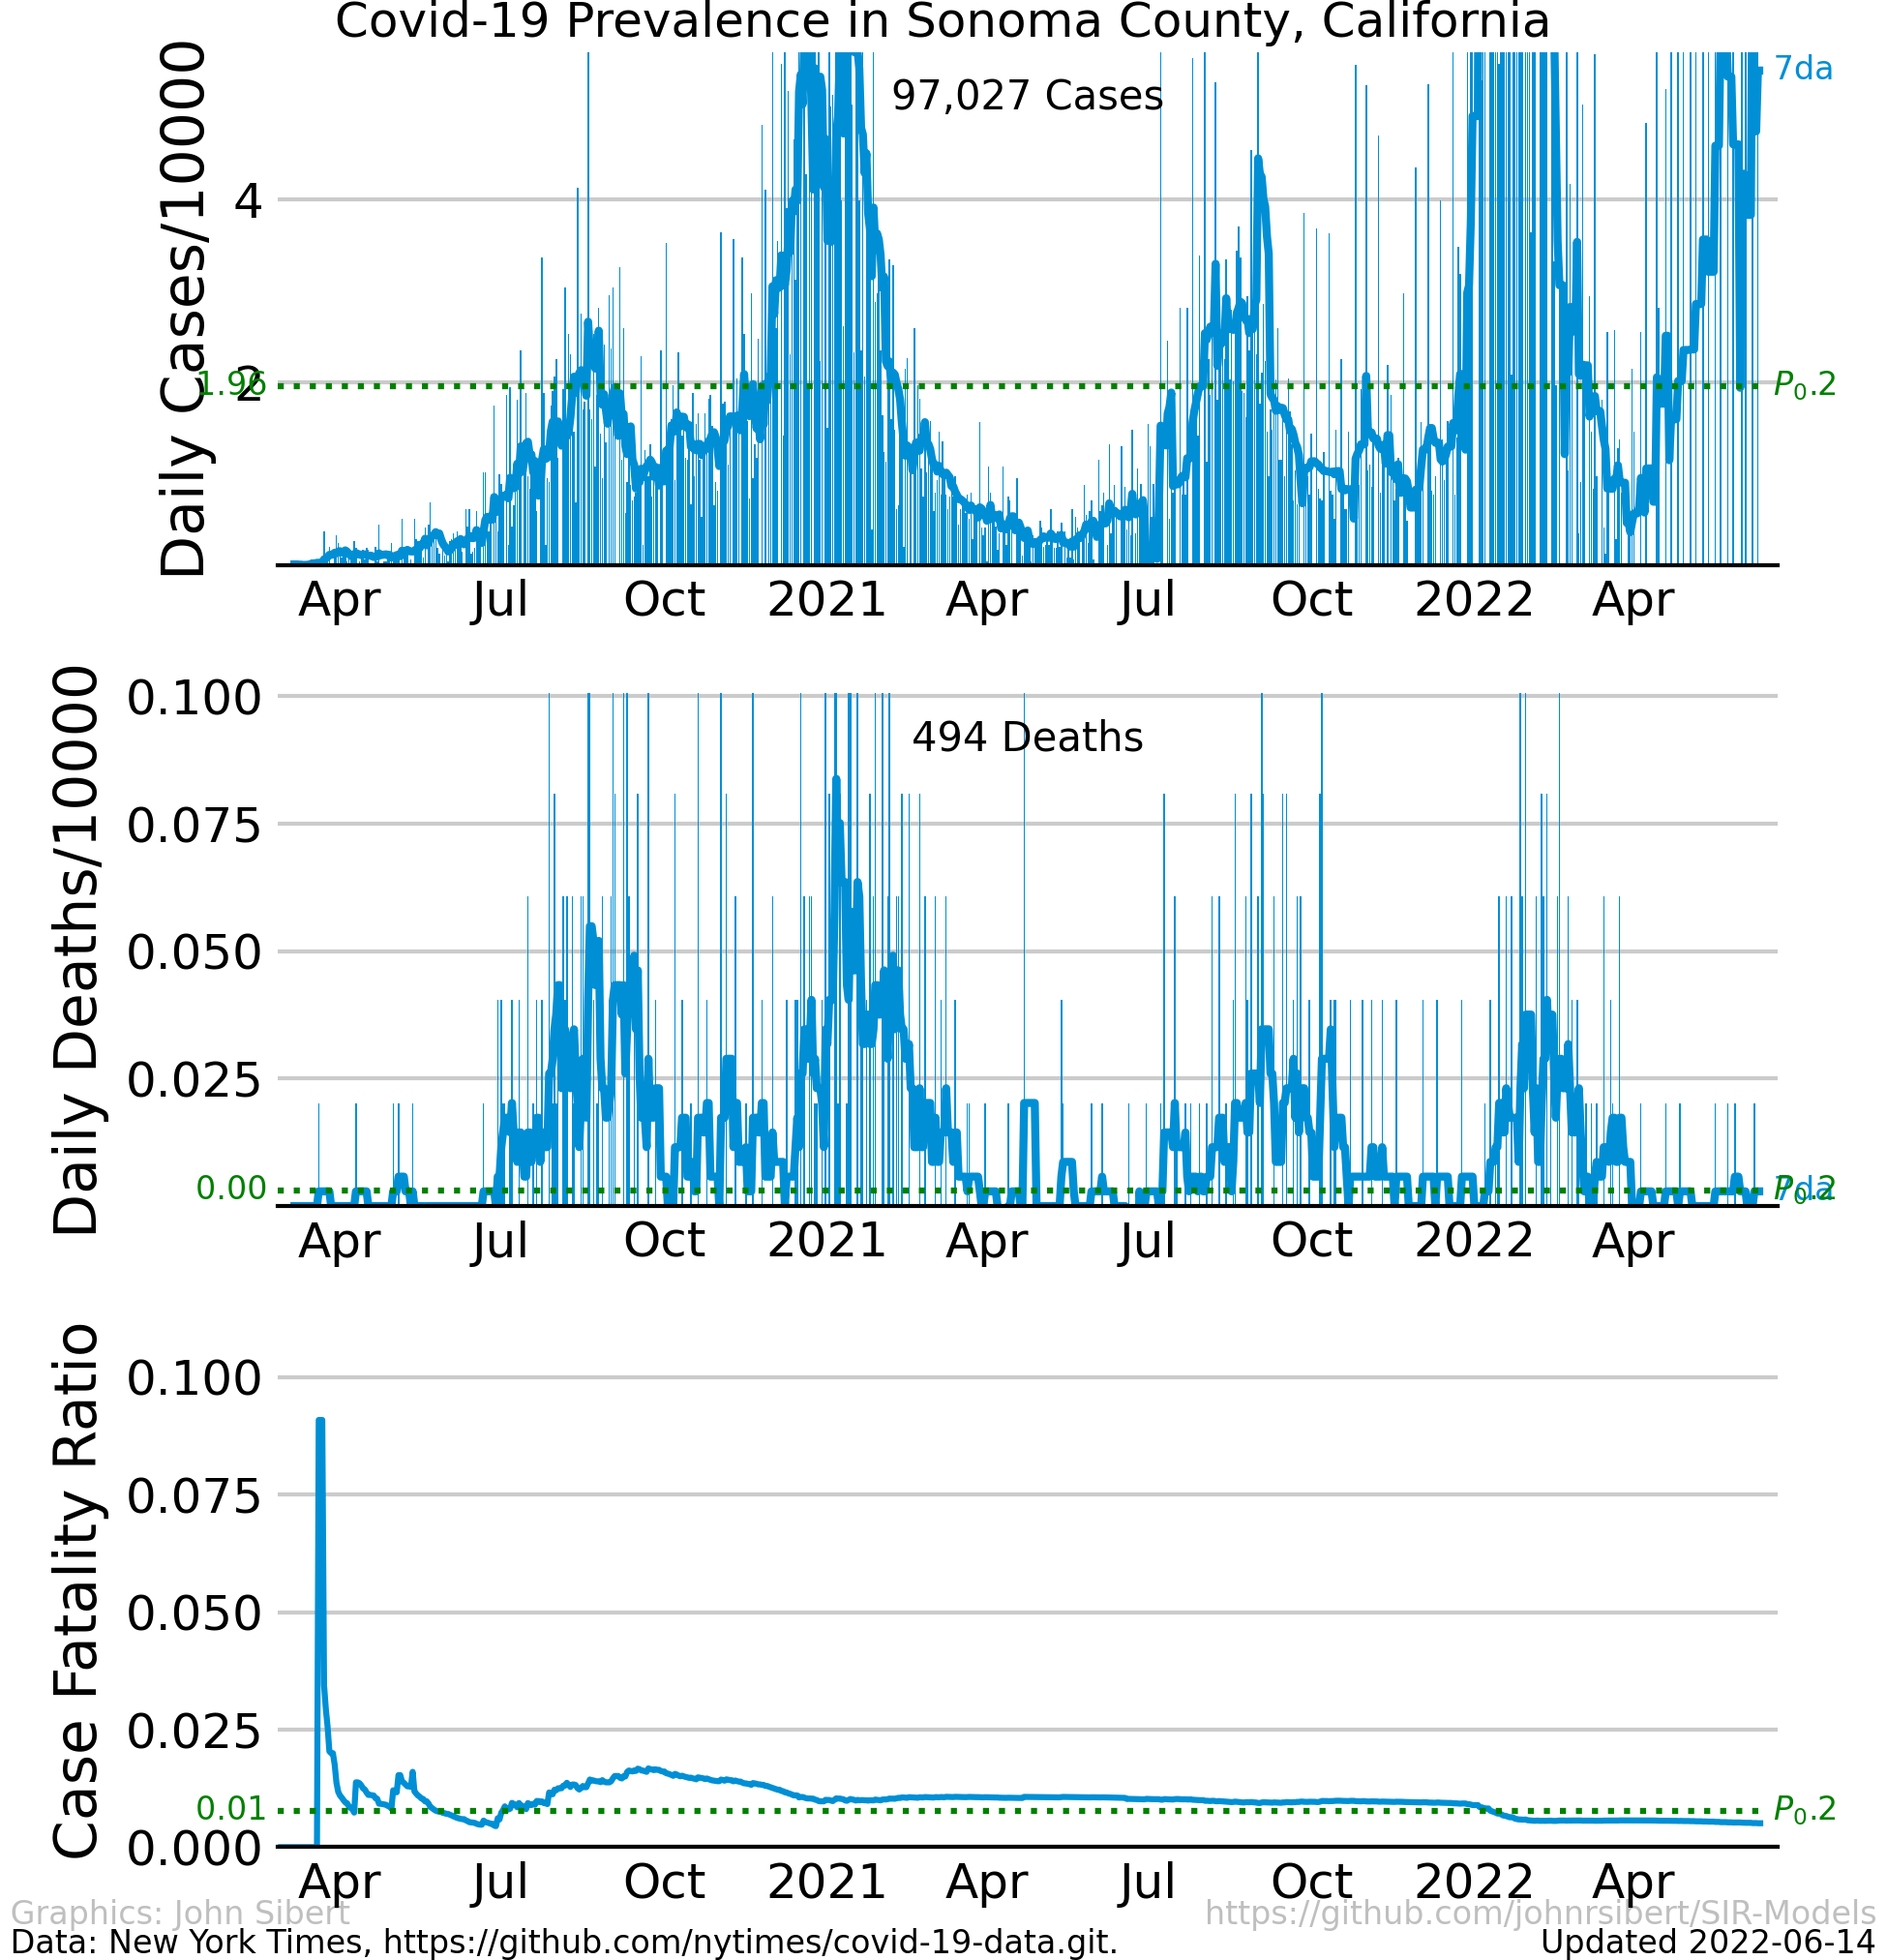 Covid-19 Prevalence in Sonoma County, California
Daily Cases/10000
97,027 Cases
7da
4
2
1.96
P₀.2
Apr Jul Oct 2021 Apr Jul Oct 2022 Apr
Daily Deaths/10000
494 Deaths
0.100
0.075
0.050
0.025
0.00
7da
P₀.2
Apr Jul Oct 2021 Apr Jul Oct 2022 Apr
Case Fatality Ratio
0.100
0.075
0.050
0.025
0.01
P₀.2
0.000
Apr Jul Oct 2021 Apr Jul Oct 2022 Apr
Graphics: John Sibert
https://github.com/johnrsibert/SIR-Models
Data: New York Times, https://github.com/nytimes/covid-19-data.git.
Updated 2022-06-14